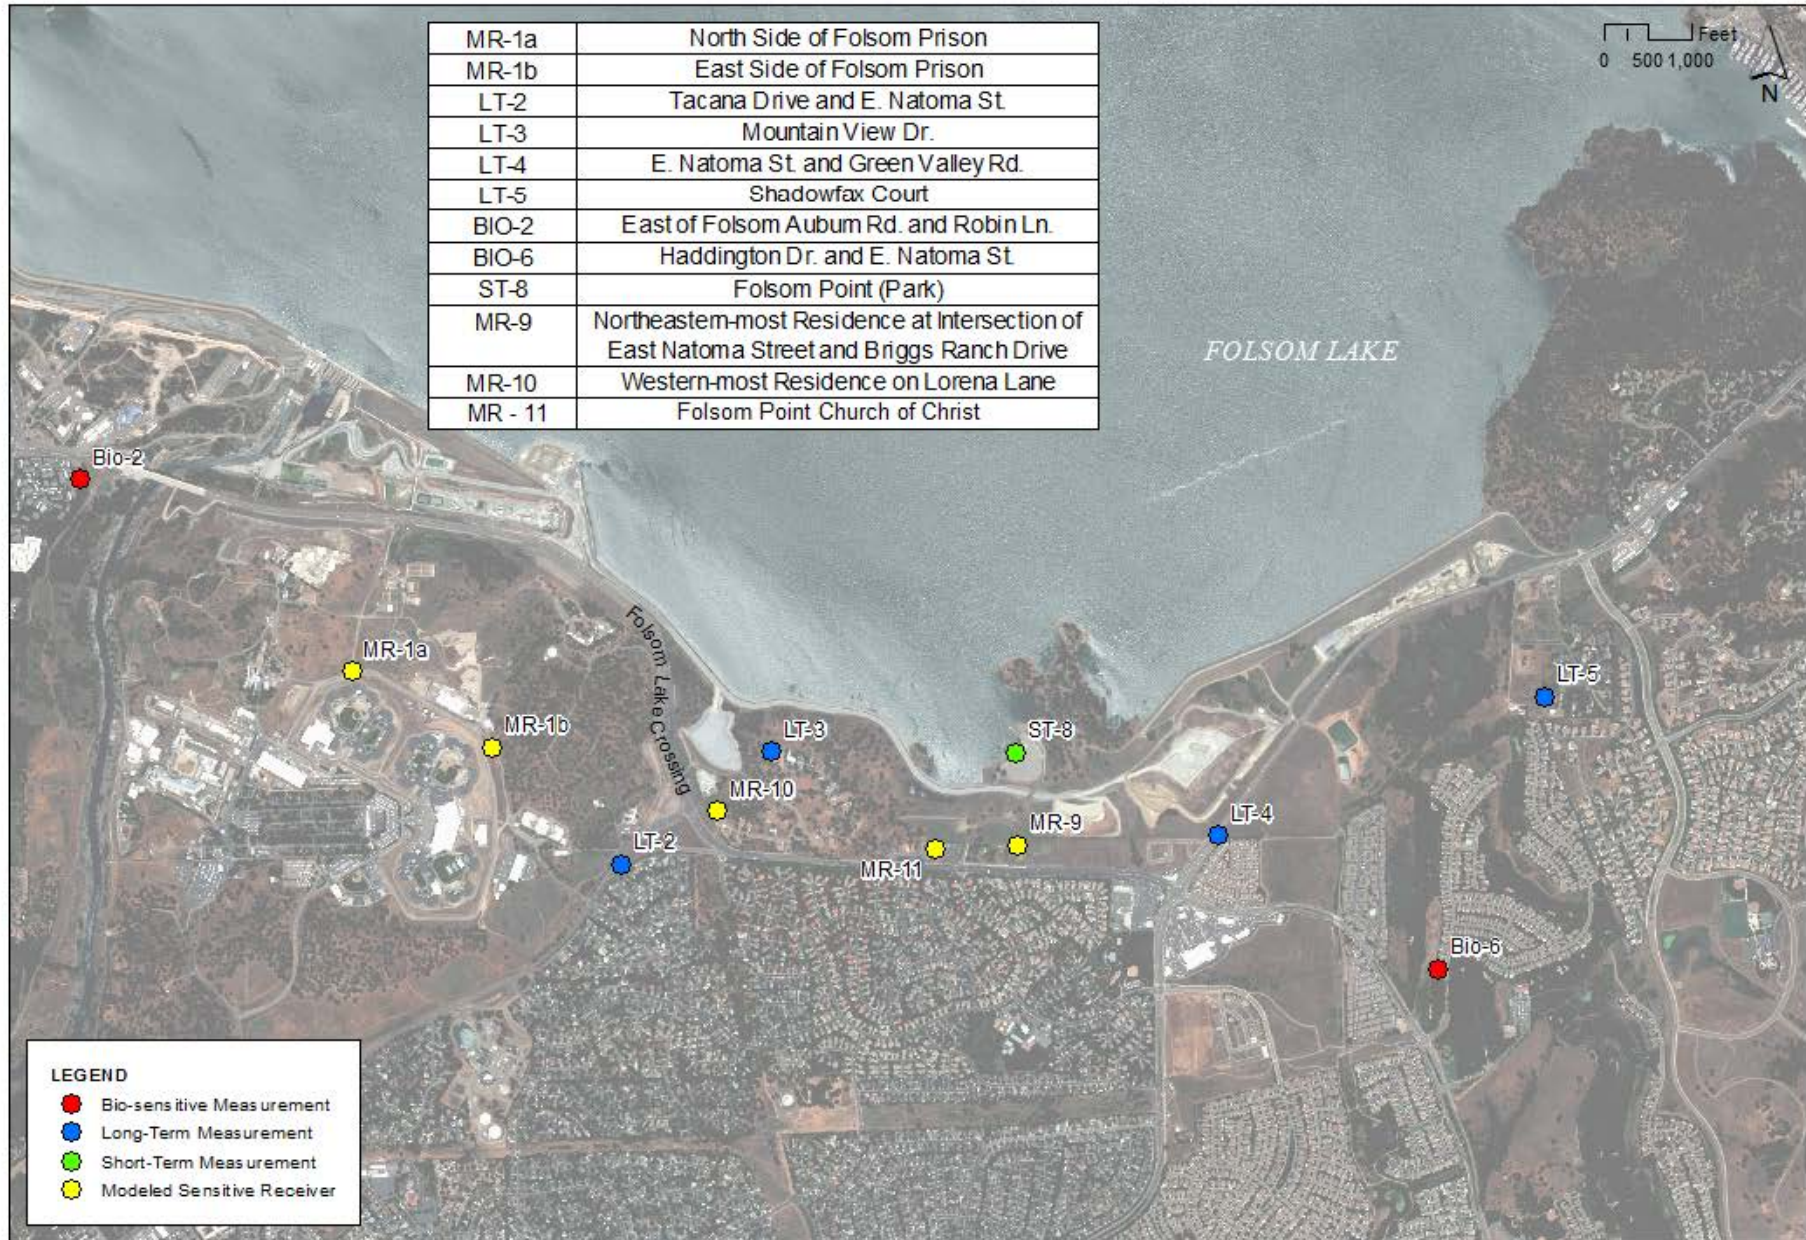 MR-1a North Side of Folsom Prison
MR-1b East Side of Folsom Prison
LT-2 Tacana Drive and E. Natoma St.
LT-3 Mountain View Dr.
LT-4 E. Natoma St. and Green Valley Rd.
LT-5 Shadowfax Court
BIO-2 East of Folsom Auburn Rd. and Robin Ln.
BIO-6 Haddington Dr. and E. Natoma St.
ST-8 Folsom Point (Park)
MR-9 Northeastern-most Residence at Intersection of
East Natoma Street and Briggs Ranch Drive
MR-10 Western-most Residence on Lorena Lane
MR - 11 Folsom Point Church of Christ
Feet
0 500 1,000
N
FOLSOM LAKE
Bio-2
Folsom Lake Crossing
MR-1a
LT-5
MR-1b
LT-3
ST-8
MR-10
LT-4
MR-9
LT-2
MR-11
Bio-6
LEGEND
Bio-sensitive Measurement
Long-Term Measurement
Short-Term Measurement
Modeled Sensitive Receiver